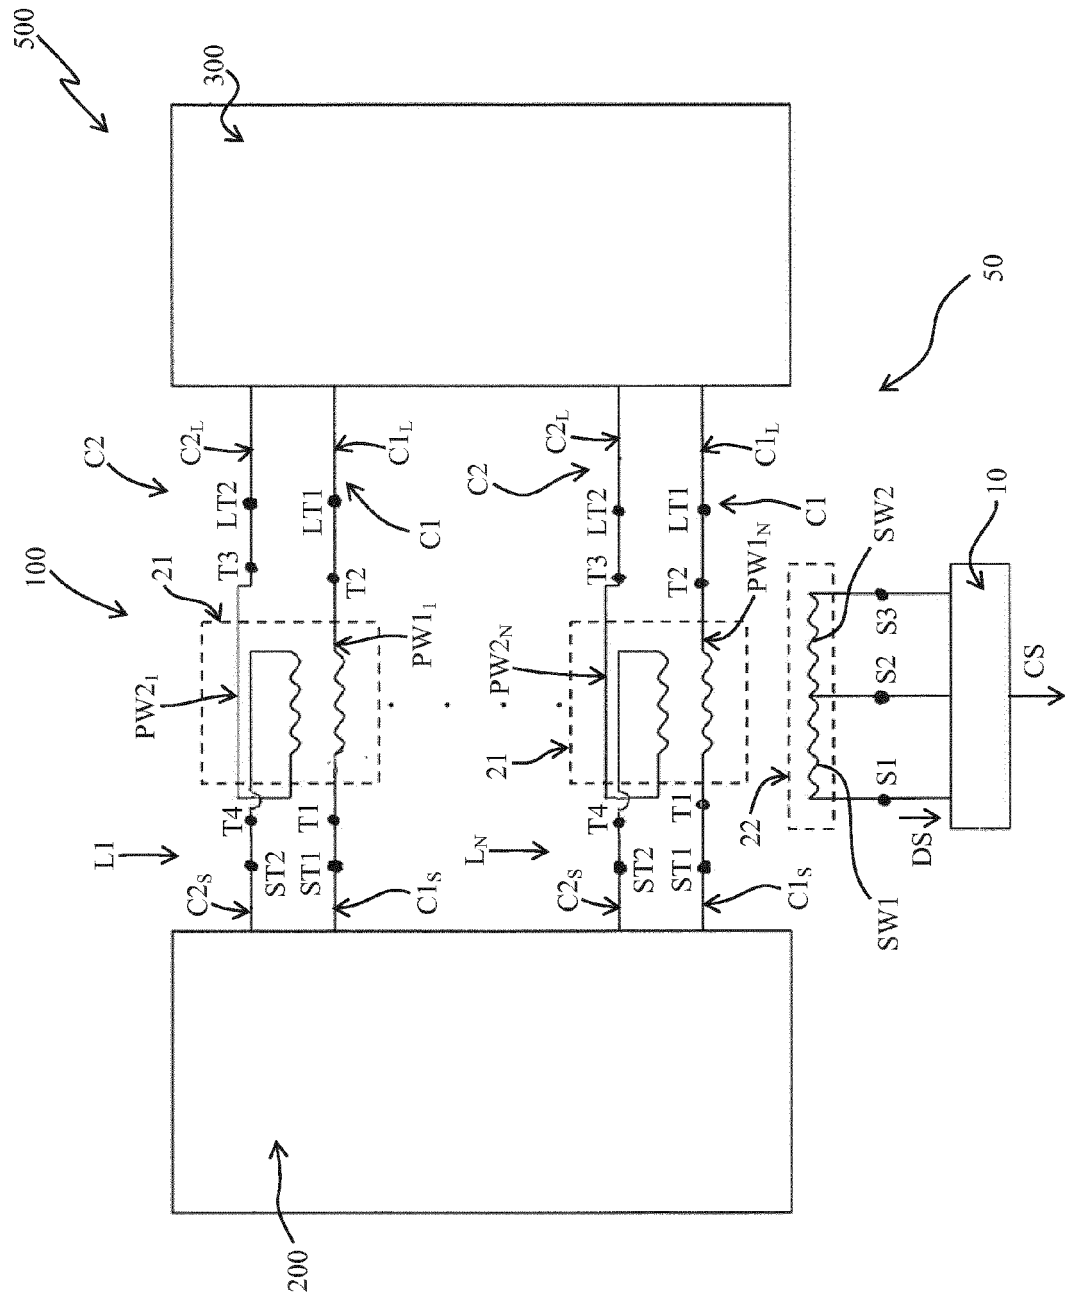 500
300
200
100
L1
C2
21
C2S
ST2
T4
PW21
T3
LT2
C2L
C1S
ST1
T1
PW11
T2
LT1
C1L
C1
LN
C2
21
C2S
ST2
T4
PW2N
T3
LT2
C2L
C1S
ST1
T1
PW1N
T2
LT1
C1L
C1
50
22
SW1
SW2
DS
S1
S2
S3
10
CS